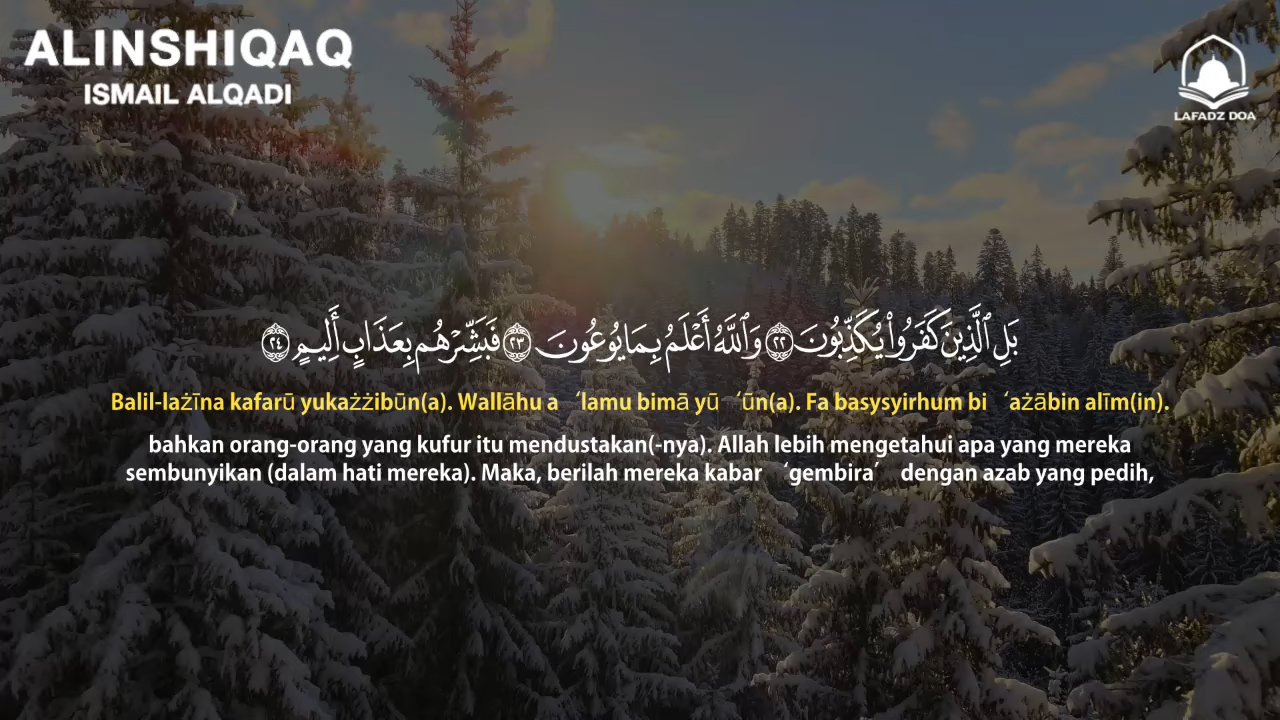 ALINSHIQAQ
ISMAIL ALQADI
LAFADZ DOA
بَلِ ٱلَّذِينَ كَفَرُوا۟ يُكَذِّبُونَ ٢٢ وَٱللَّهُ أَعْلَمُ بِمَا يُوعُونَ ٢٣ فَبَشِّرْهُم بِعَذَابٍ أَلِيمٍ ٢٤
Balil-lażīna kafarū yukażżibūn(a). Wallāhu a‘lamu bimā yū‘ūn(a). Fa basysyirhum bi‘ażābin alīm(in).
bahkan orang-orang yang kufur itu mendustakan(-nya). Allah lebih mengetahui apa yang mereka
sembunyikan (dalam hati mereka). Maka, berilah mereka kabar ‘gembira’ dengan azab yang pedih,